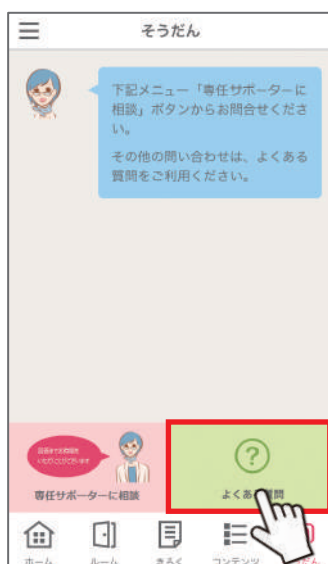 そうだん
下記メニュー「専任サポーターに
相談」ボタンからお問合せくださ
い。
その他の問い合わせは、よくある
質問をご利用ください。
専任サポーターに相談
よくある質問
ホーム
ルーム
きろく
コンテンツ